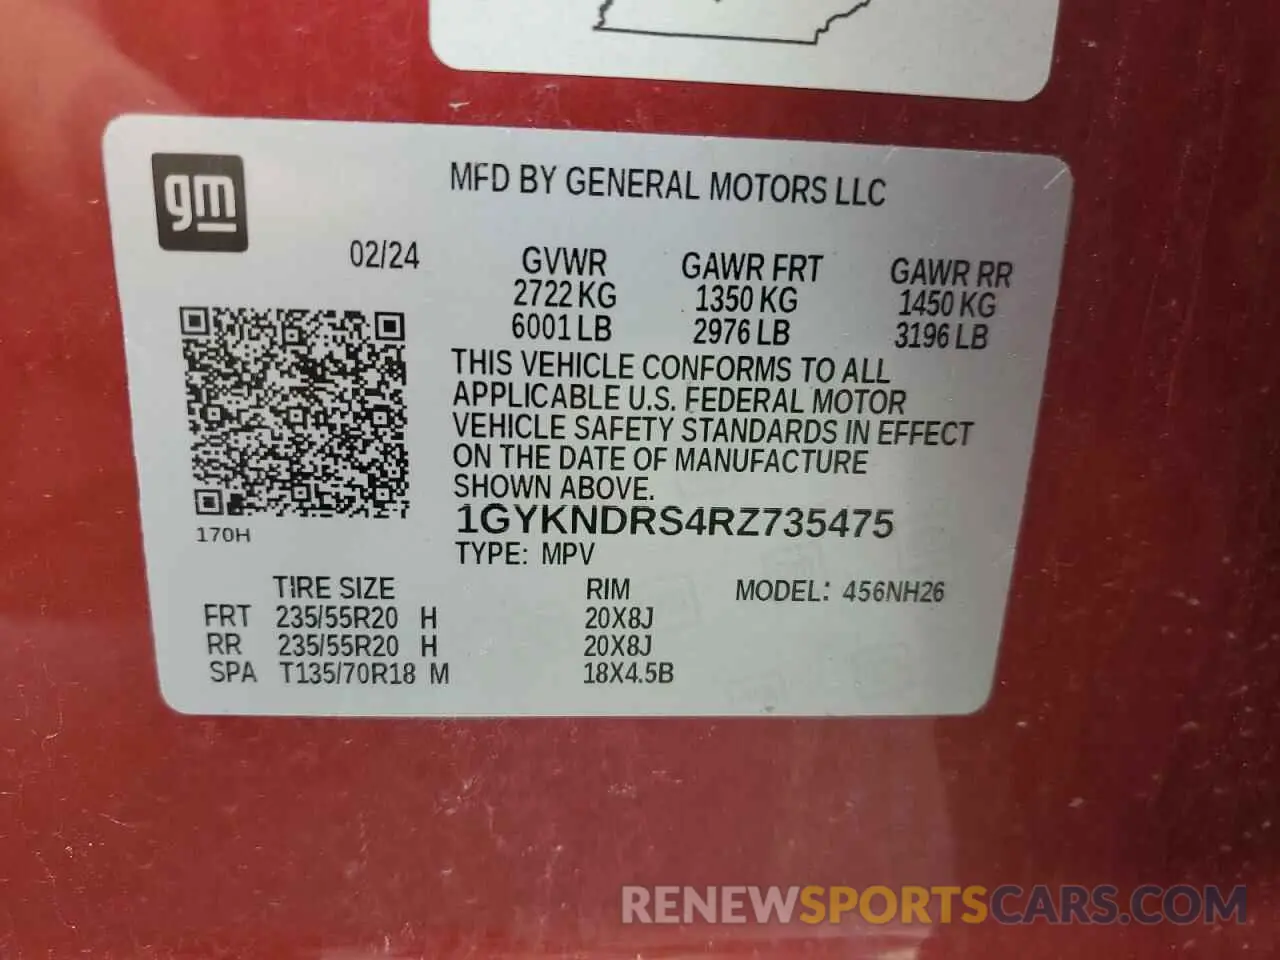 gm
MFD BY GENERAL MOTORS LLC
02/24
GVWR GAWR FRT GAWR RR
2722 KG 1350 KG 1450 KG
6001 LB 2976 LB 3196 LB
THIS VEHICLE CONFORMS TO ALL
APPLICABLE U.S. FEDERAL MOTOR
VEHICLE SAFETY STANDARDS IN EFFECT
ON THE DATE OF MANUFACTURE
SHOWN ABOVE.
170H
1GYKNDRS4RZ735475
TYPE: MPV
TIRE SIZE RIM MODEL: 456NH26
FRT 235/55R20 H 20X8J
RR 235/55R20 H 20X8J
SPA T135/70R18 M 18X4.5B
RENEWSPORTSCARS.COM